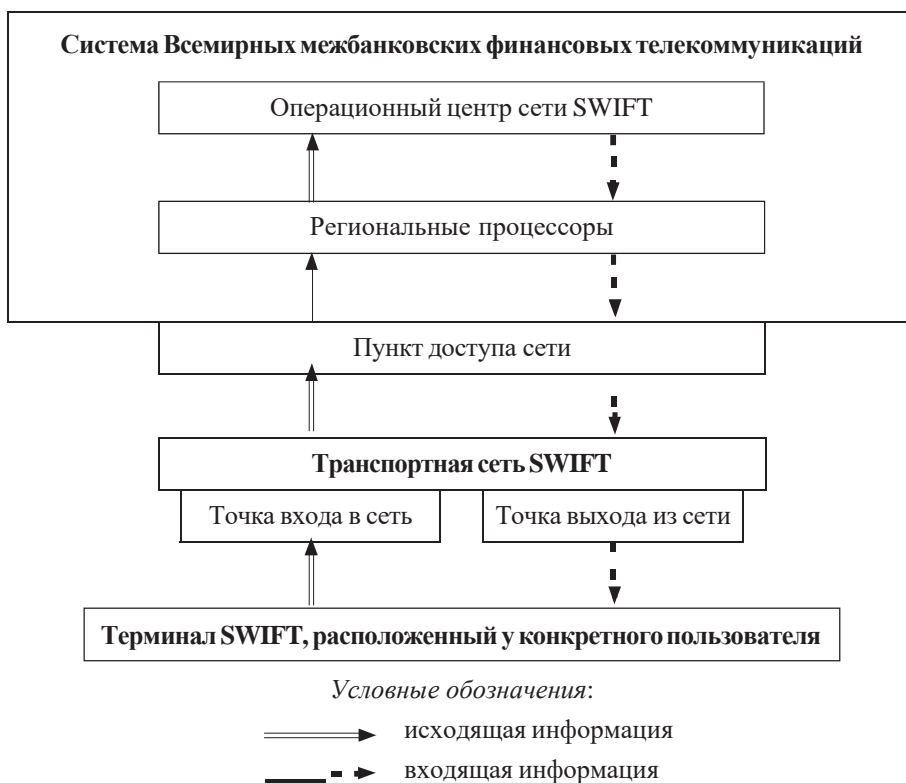 Система Всемирных межбанковских финансовых телекоммуникаций
Операционный центр сети SWIFT
Региональные процессоры
Пункт доступа сети
Транспортная сеть SWIFT
Точка входа в сеть
Точка выхода из сети
Терминал SWIFT, расположенный у конкретного пользователя
Условные обозначения:
исходящая информация
входящая информация